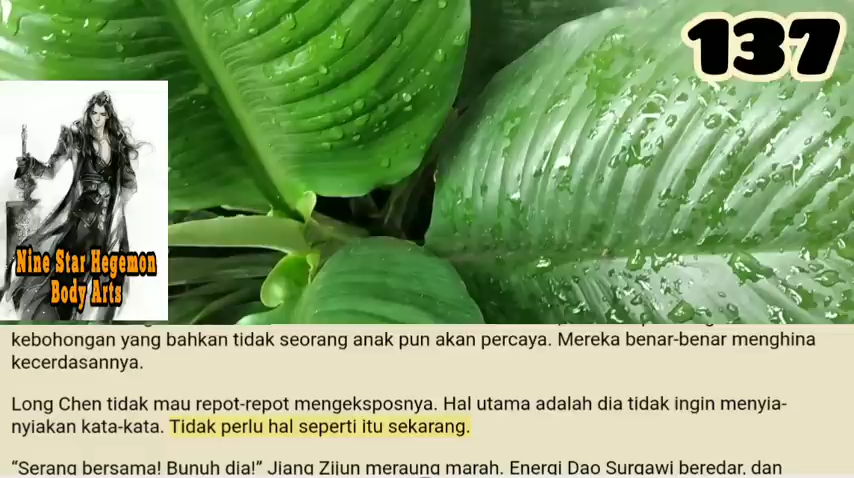 137
Nine Star Hegemon
Body Arts
kebohongan yang bahkan tidak seorang anak pun akan percaya. Mereka benar-benar menghina
kecerdasannya.
Long Chen tidak mau repot-repot mengeksposnya. Hal utama adalah dia tidak ingin menyia-
nyiakan kata-kata. Tidak perlu hal seperti itu sekarang.
“Serang bersama! Bunuh dia!” Jiang Zijun meraung marah. Energi Dao Surgawi beredar, dan